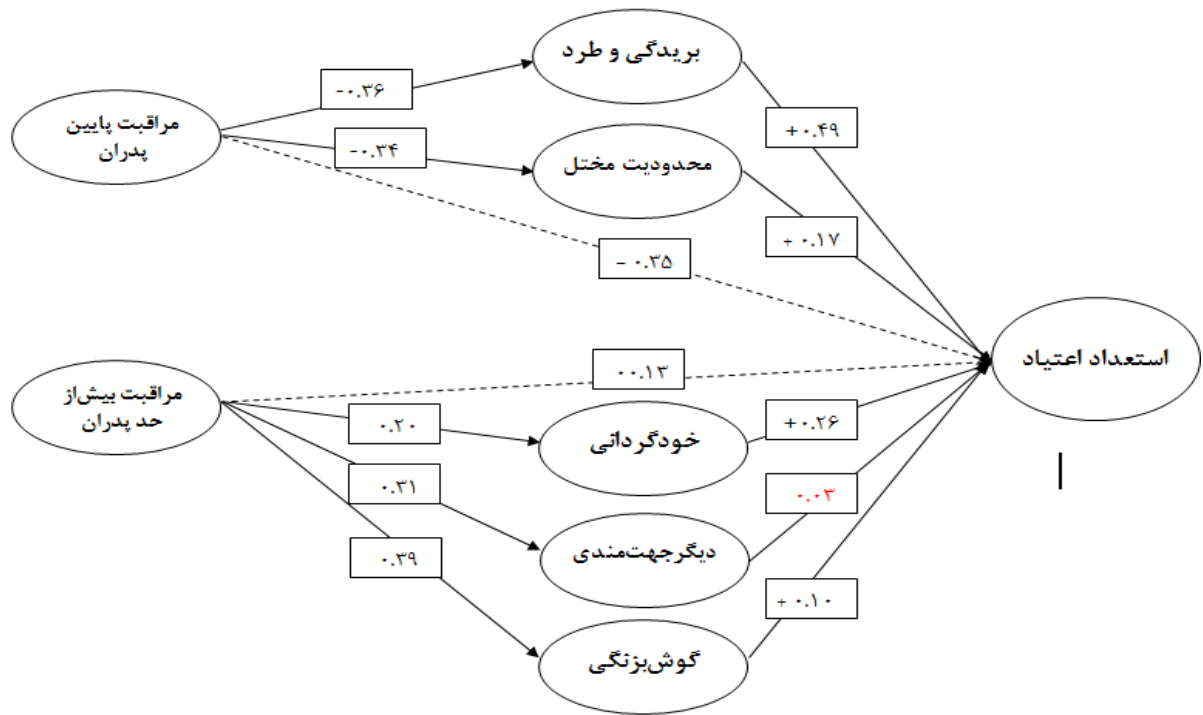 بریدگی و طرد
-۰.۳۶
مراقبت پایین
پدران
+۰.۴۹
-۰.۳۴
محدودیت مختل
+ ۰.۱۷
- ۰.۳۵
استعداد اعتیاد
مراقبت بیش‌از
حد پدران
۰۰.۱۳
۰.۲۰
خودگردانی
+۰.۲۶
۰.۳۱
۰.۰۳
دیگرجهت‌مندی
۰.۳۹
+ ۰.۱۰
گوش‌بزنگی